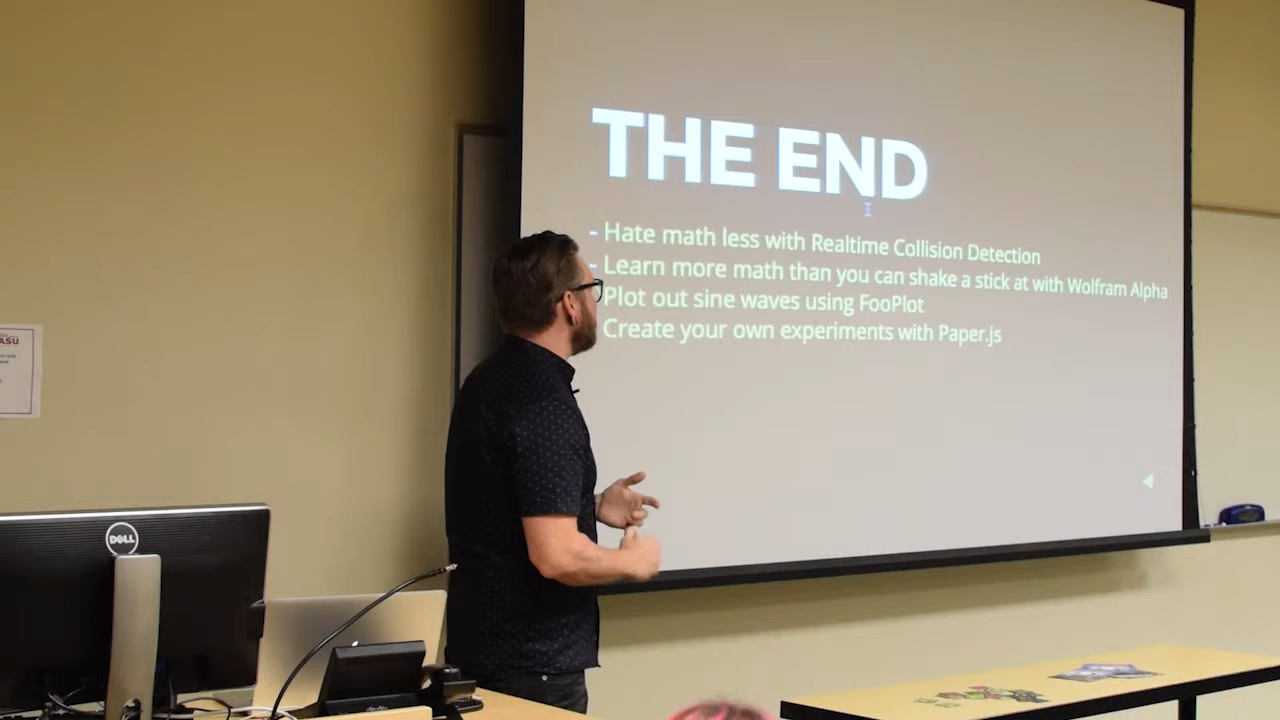 THE END
- Hate math less with Realtime Collision Detection
- Learn more math than you can shake a stick at with Wolfram Alpha
Plot out sine waves using FooPlot
Create your own experiments with Paper.js
ASU
DELL